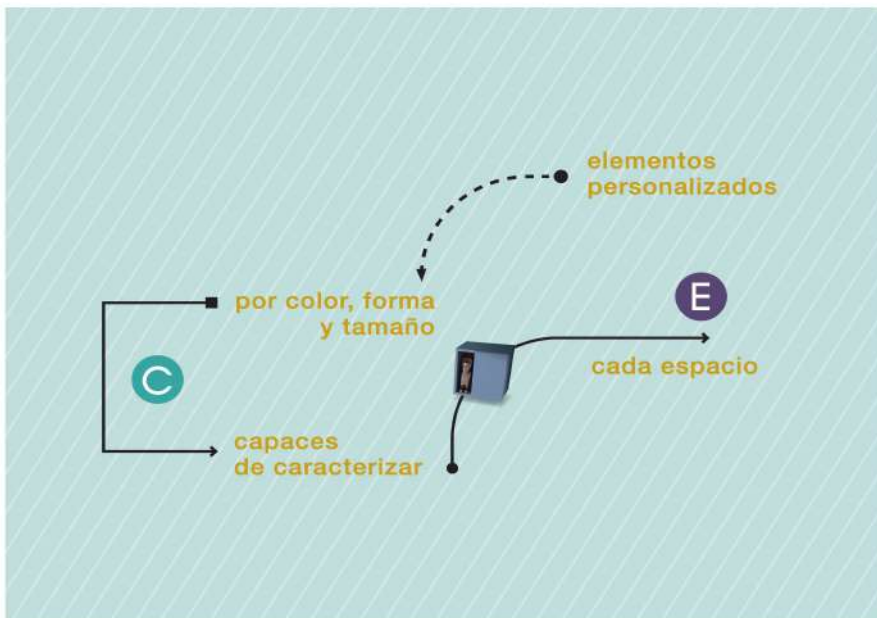 elementos
personalizados
por color, forma
y tamaño
C
capaces
de caracterizar
E
cada espacio